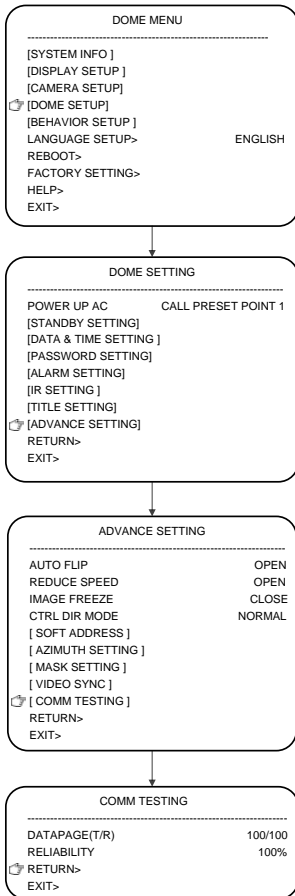 DOME MENU
[SYSTEM INFO ]
[DISPLAY SETUP ]
[CAMERA SETUP]
[DOME SETUP]
[BEHAVIOR SETUP ]
LANGUAGE SETUP> ENGLISH
REBOOT>
FACTORY SETTING>
HELP>
EXIT>
DOME SETTING
POWER UP AC CALL PRESET POINT 1
[STANDBY SETTING]
[DATA & TIME SETTING ]
[PASSWORD SETTING]
[ALARM SETTING]
[IR SETTING ]
[TITLE SETTING]
[ADVANCE SETTING]
RETURN>
EXIT>
ADVANCE SETTING
AUTO FLIP OPEN
REDUCE SPEED OPEN
IMAGE FREEZE CLOSE
CTRL DIR MODE NORMAL
[ SOFT ADDRESS ]
[ AZIMUTH SETTING ]
[ MASK SETTING ]
[ VIDEO SYNC ]
[ COMM TESTING ]
RETURN>
EXIT>
COMM TESTING
DATAPAGE(T/R) 100/100
RELIABILITY 100%
RETURN>
EXIT>